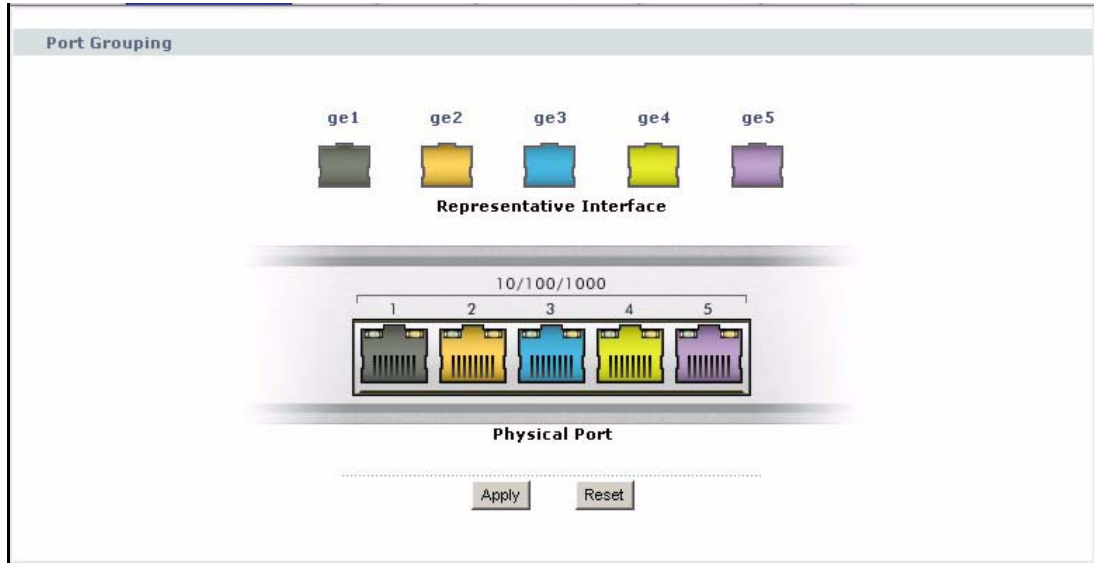 Port Grouping
ge1 ge2 ge3 ge4 ge5
Representative Interface
10/100/1000
1 2 3 4 5
Physical Port
Apply Reset